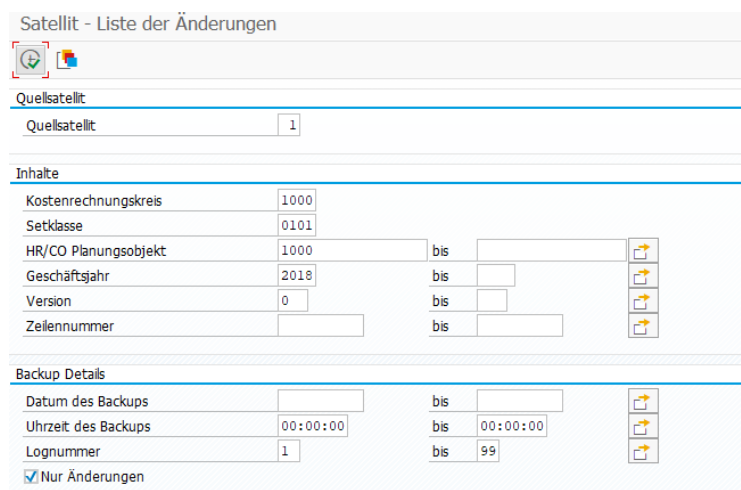 Satellit - Liste der Änderungen
Quellsatellit
Quellsatellit 1
Inhalte
Kostenrechnungskreis 1000
Setklasse 0101
HR/CO Planungsobjekt 1000 bis
Geschäftsjahr 2018 bis
Version 0 bis
Zeilennummer bis
Backup Details
Datum des Backups bis
Uhrzeit des Backups 00:00:00 bis 00:00:00
Lognummer 1 bis 99
Nur Änderungen